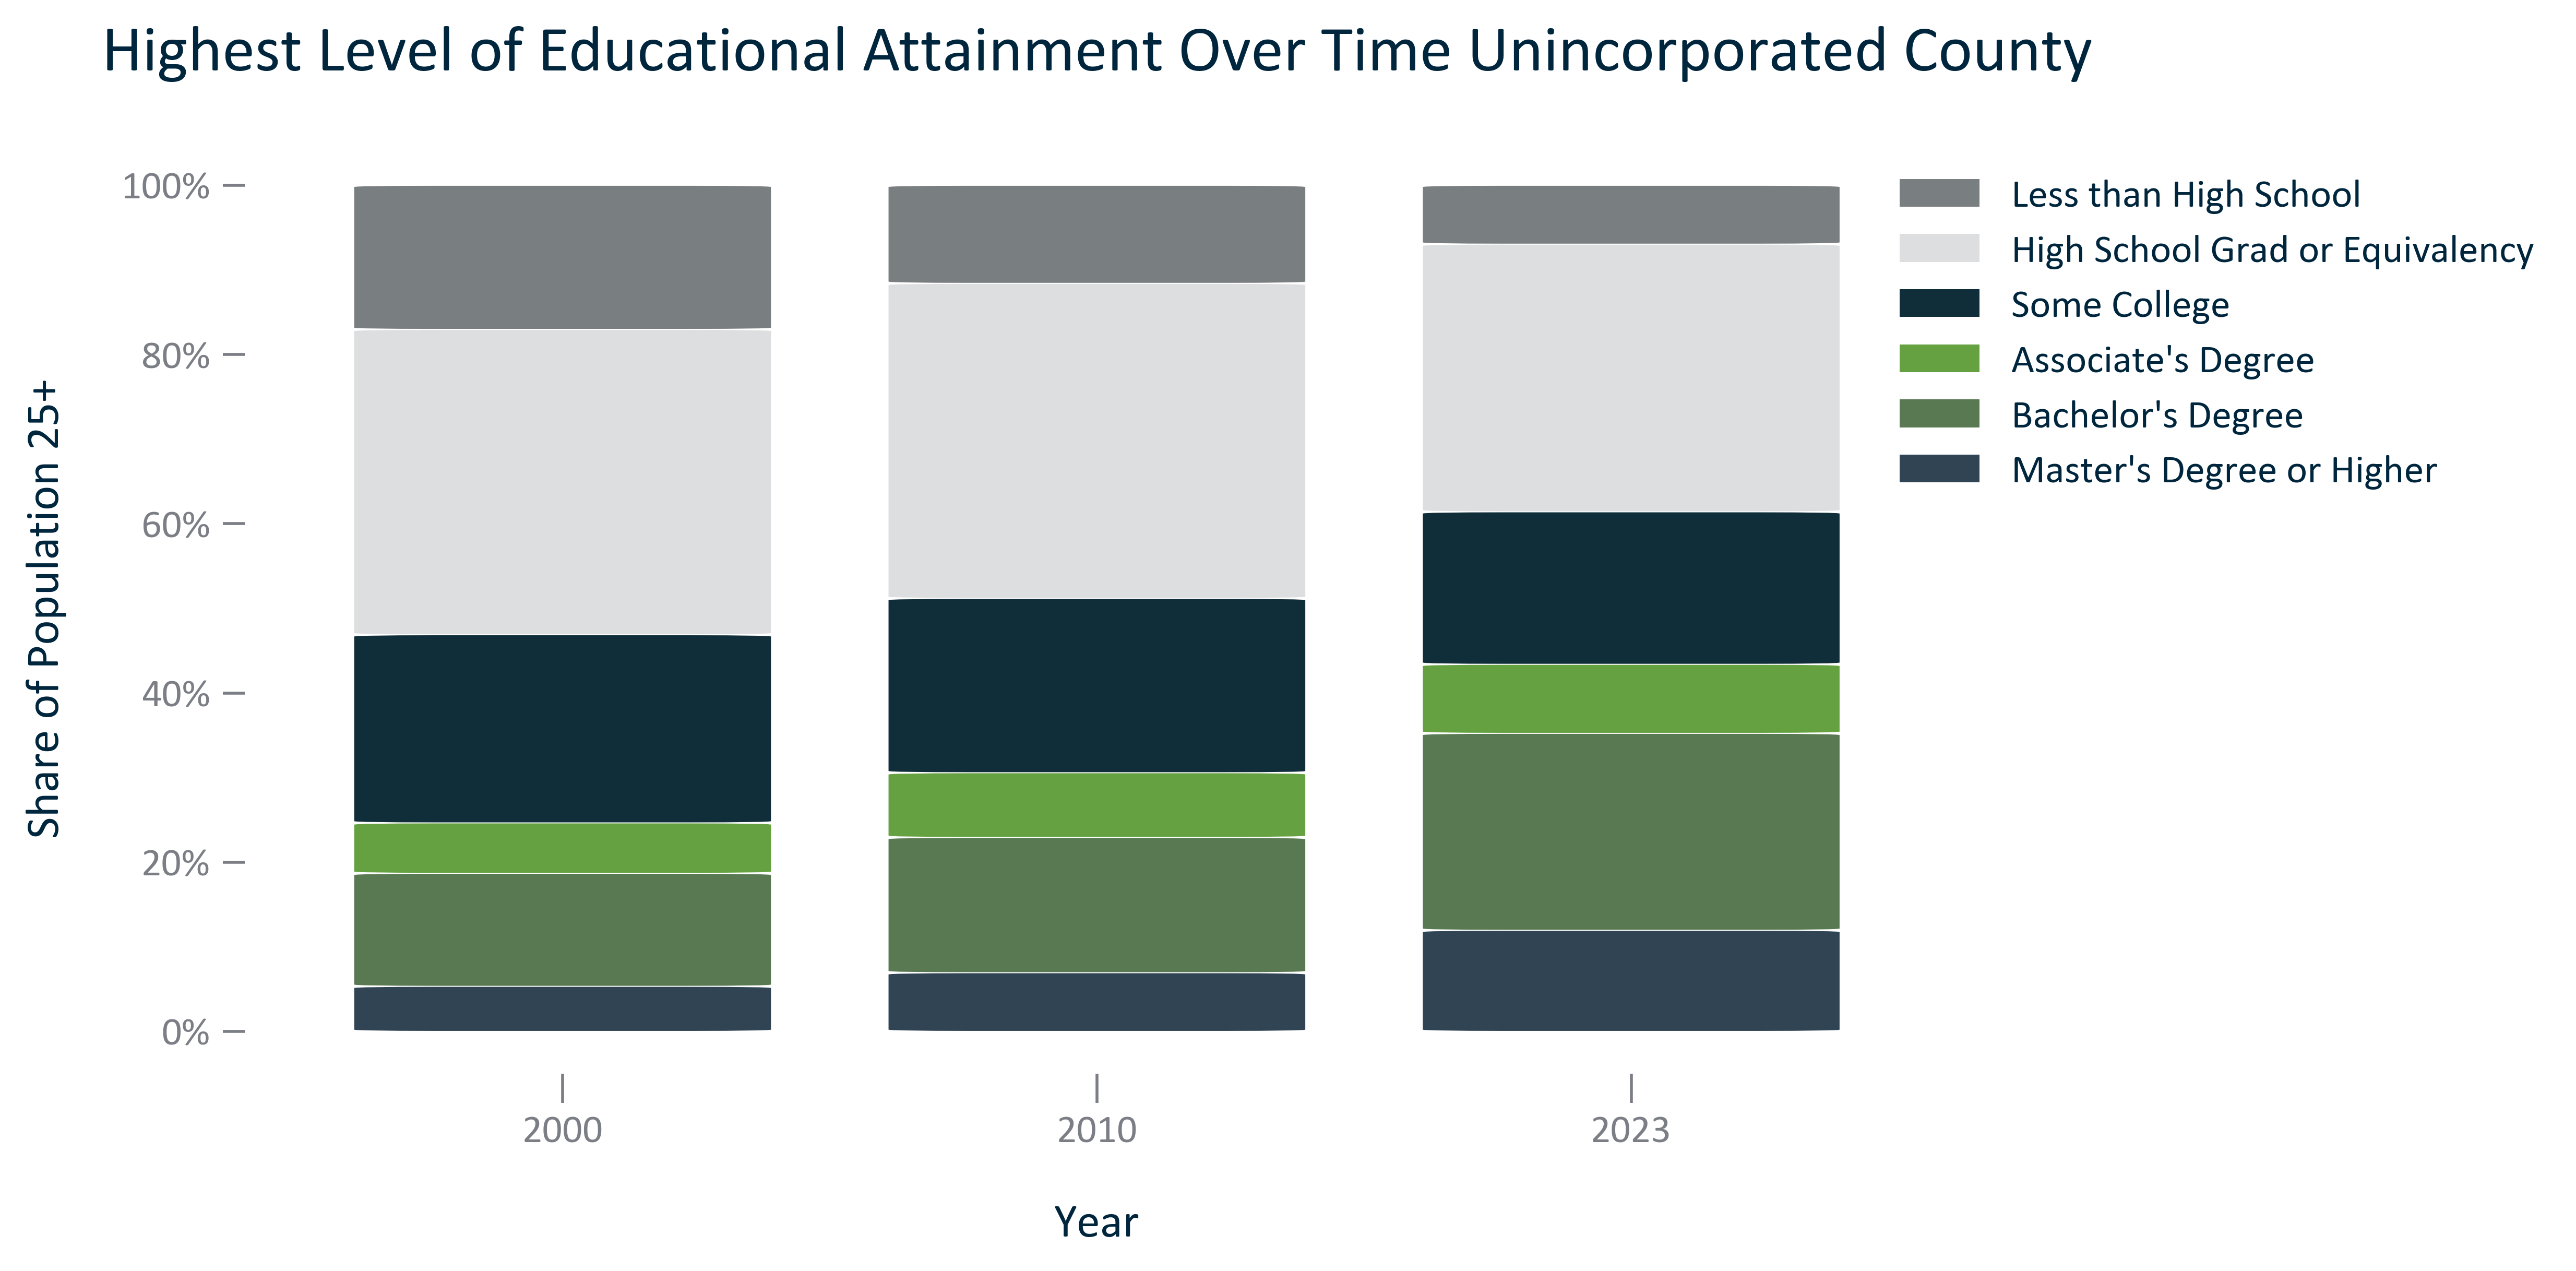 Highest Level of Educational Attainment Over Time Unincorporated County
Share of Population 25+
100%
80%
60%
40%
20%
0%
2000
2010
2023
Year
Less than High School
High School Grad or Equivalency
Some College
Associate's Degree
Bachelor's Degree
Master's Degree or Higher